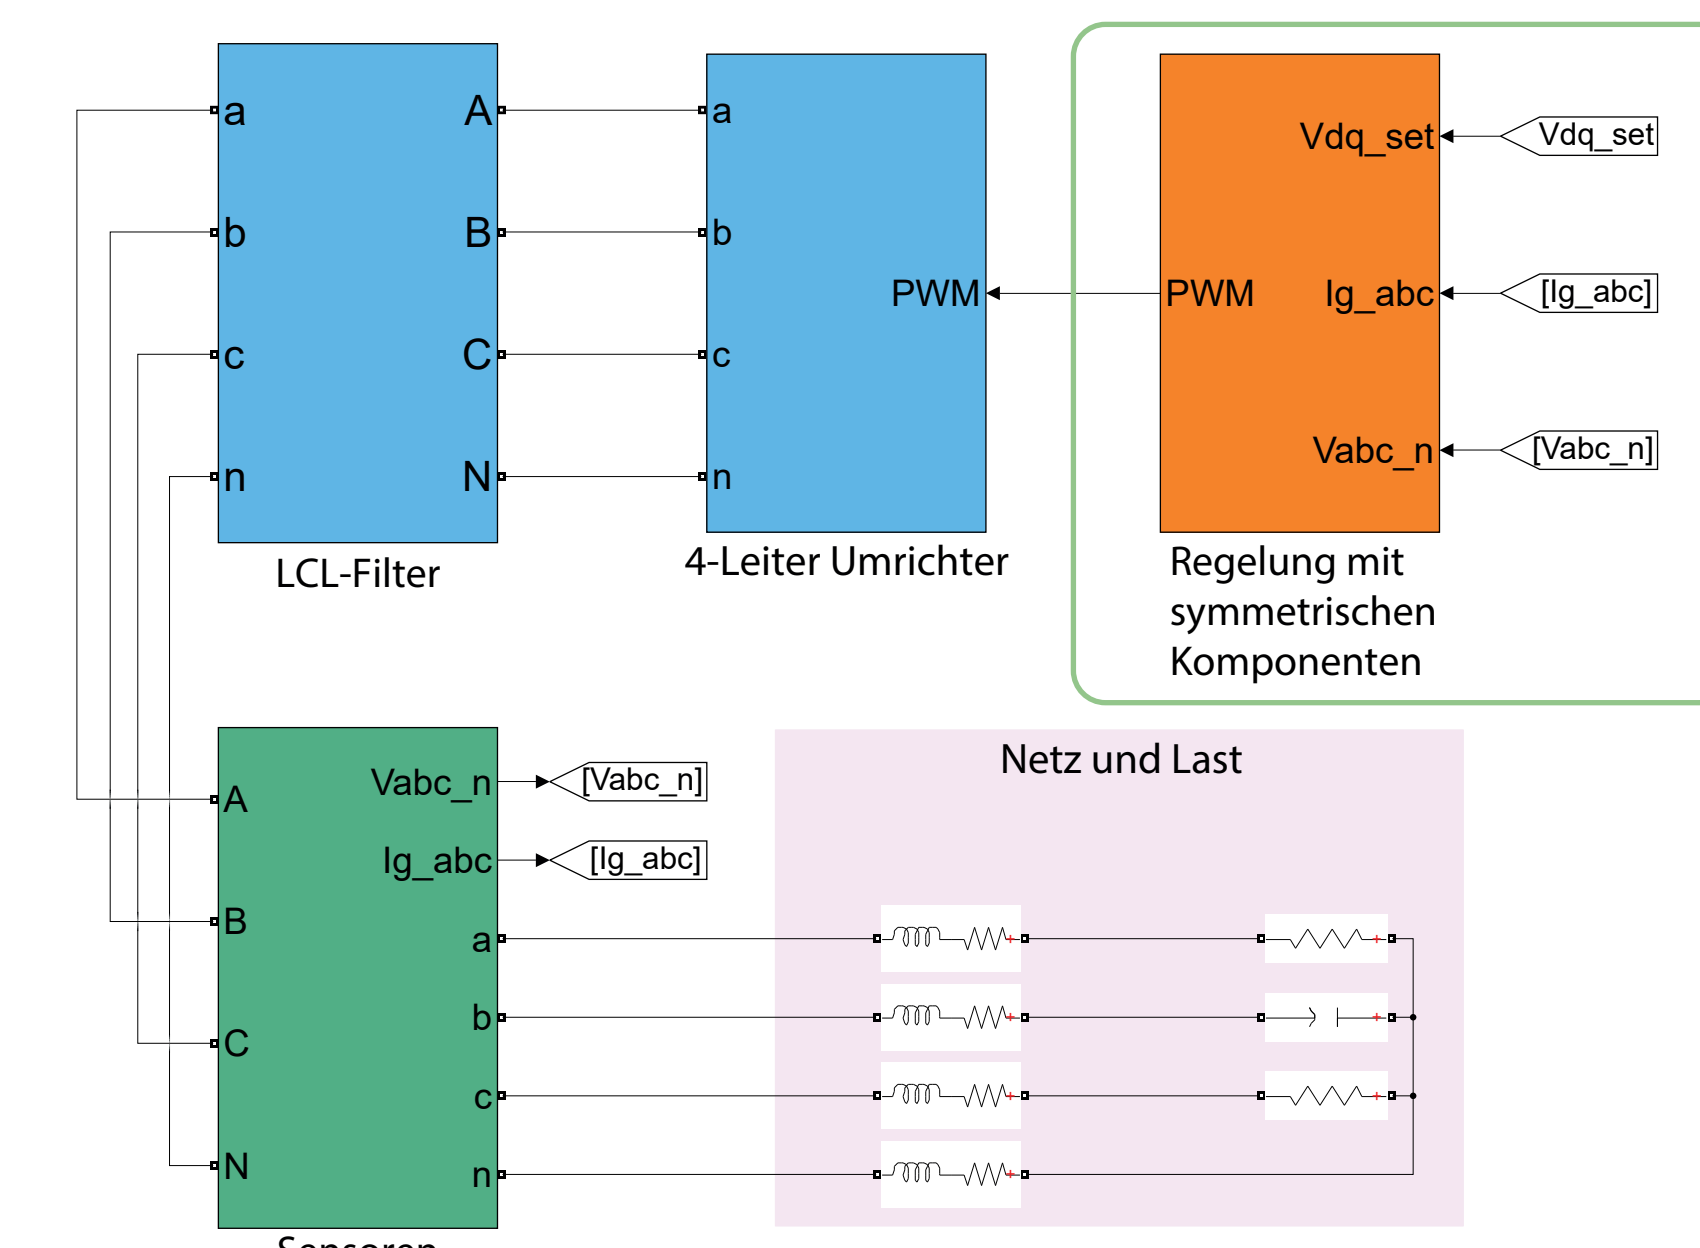 a
b
c
n
A
B
C
N
LCL-Filter
a
b
c
n
PWM
4-Leiter Umrichter
PWM
Vdq_set
Ig_abc
Vabc_n
Vdq_set
[Ig_abc]
[Vabc_n]
Regelung mit
symmetrischen
Komponenten
A
B
C
N
Vabc_n
Ig_abc
a
b
c
n
[Vabc_n]
[Ig_abc]
Sensoren
Netz und Last